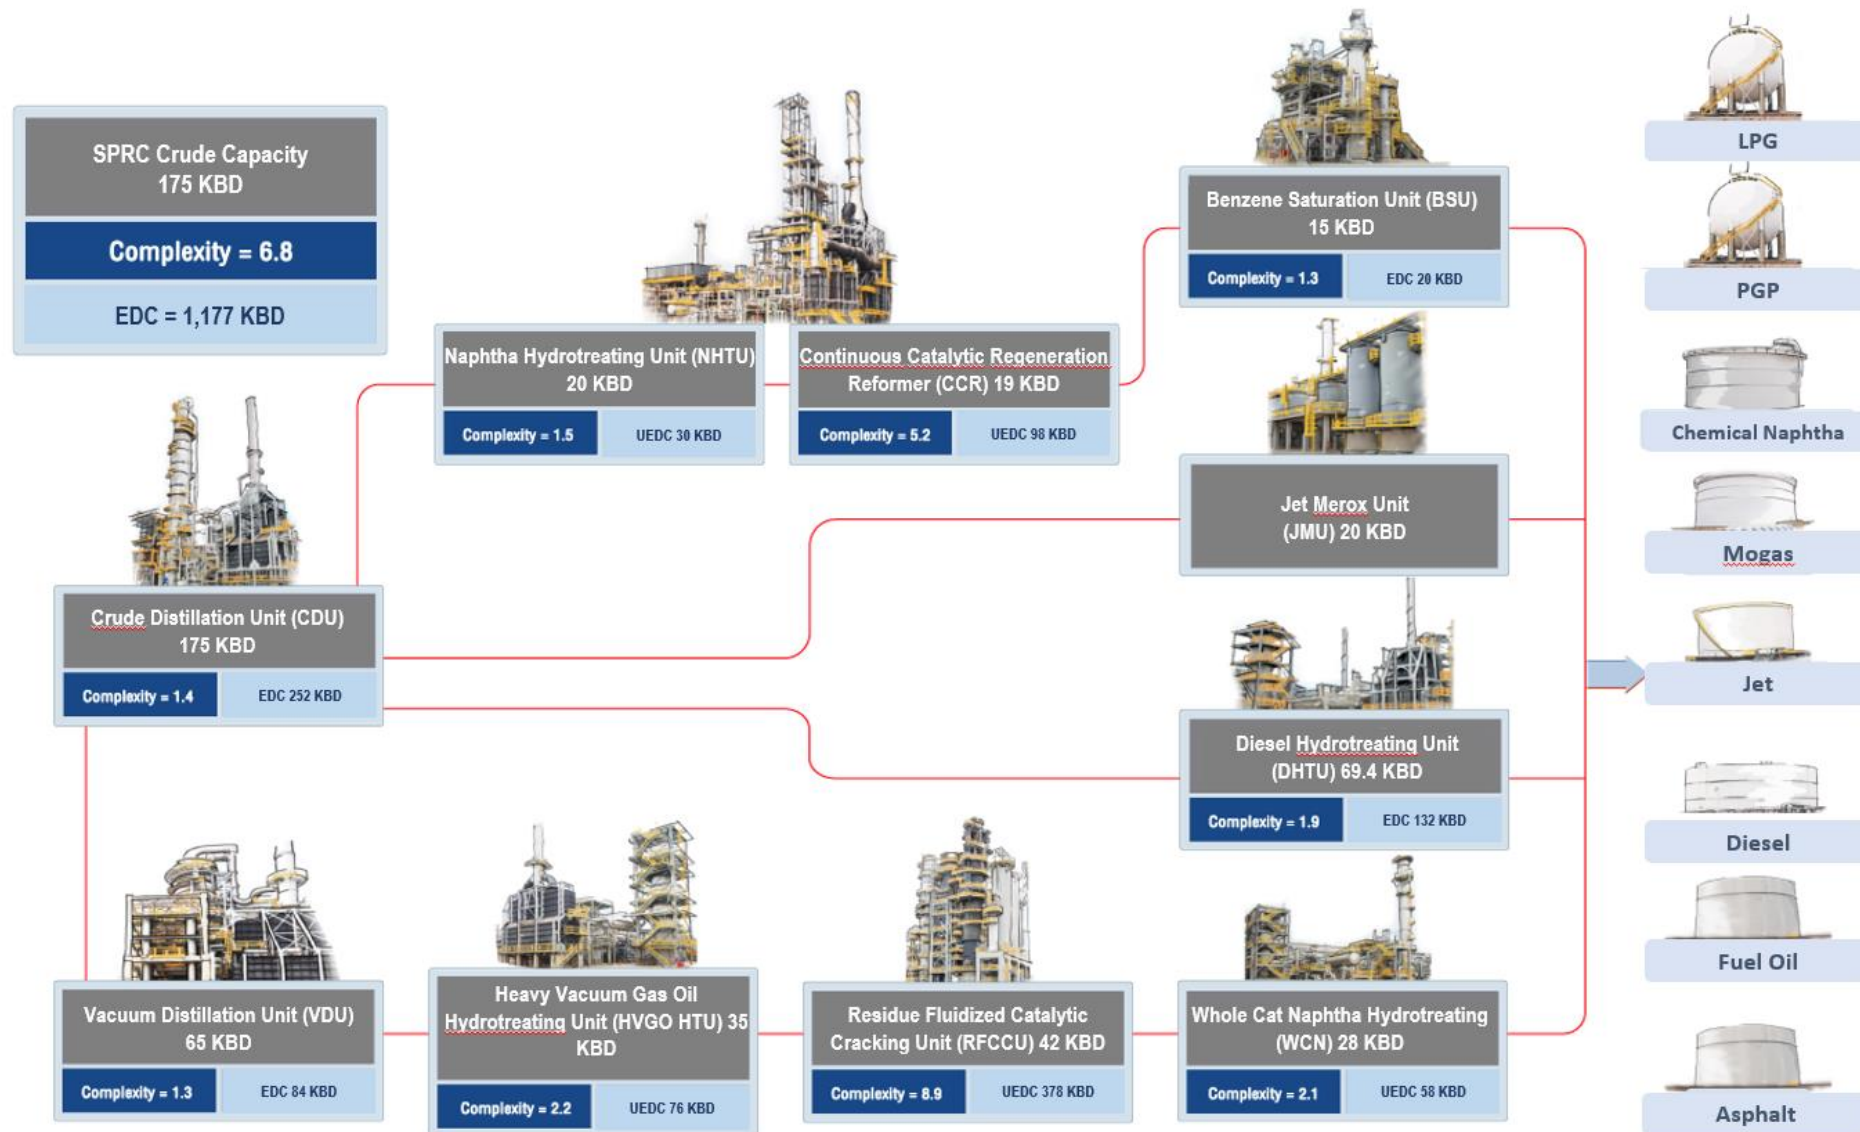 SPRC Crude Capacity
175 KBD
Complexity = 6.8
EDC = 1,177 KBD
Naphtha Hydrotreating Unit (NHTU)
20 KBD
Complexity = 1.5
UEDC 30 KBD
Continuous Catalytic Regeneration
Reformer (CCR) 19 KBD
Complexity = 5.2
UEDC 98 KBD
Benzene Saturation Unit (BSU)
15 KBD
Complexity = 1.3
EDC 20 KBD
Jet Merox Unit
(JMU) 20 KBD
Crude Distillation Unit (CDU)
175 KBD
Complexity = 1.4
EDC 252 KBD
Diesel Hydrotreating Unit
(DHTU) 69.4 KBD
Complexity = 1.9
EDC 132 KBD
Vacuum Distillation Unit (VDU)
65 KBD
Complexity = 1.3
EDC 84 KBD
Heavy Vacuum Gas Oil
Hydrotreating Unit (HVGO HTU) 35
KBD
Complexity = 2.2
UEDC 76 KBD
Residue Fluidized Catalytic
Cracking Unit (RFCCU) 42 KBD
Complexity = 8.9
UEDC 378 KBD
Whole Cat Naphtha Hydrotreating
(WCN) 28 KBD
Complexity = 2.1
UEDC 58 KBD
LPG
PGP
Chemical Naphtha
Mogas
Jet
Diesel
Fuel Oil
Asphalt